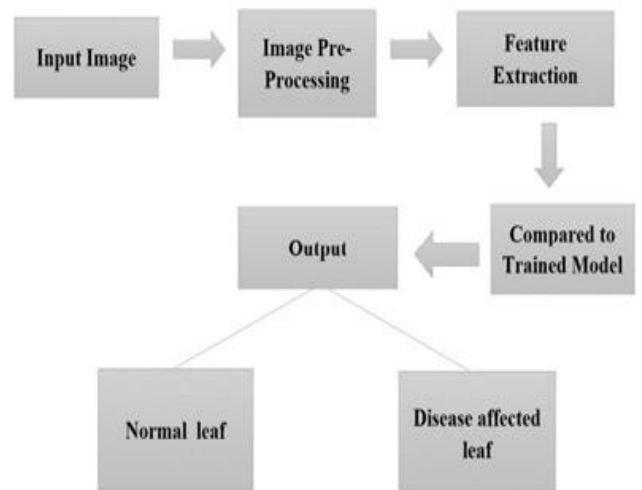 Input Image
Image Pre-
Processing
Feature
Extraction
Compared to
Trained Model
Output
Normal leaf
Disease affected
leaf